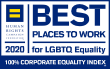 BEST
PLACES TO WORK
HUMAN
RIGHTS
CAMPAIGN
FOUNDATION
2020
for LGBTQ Equality
100% CORPORATE EQUALITY INDEX